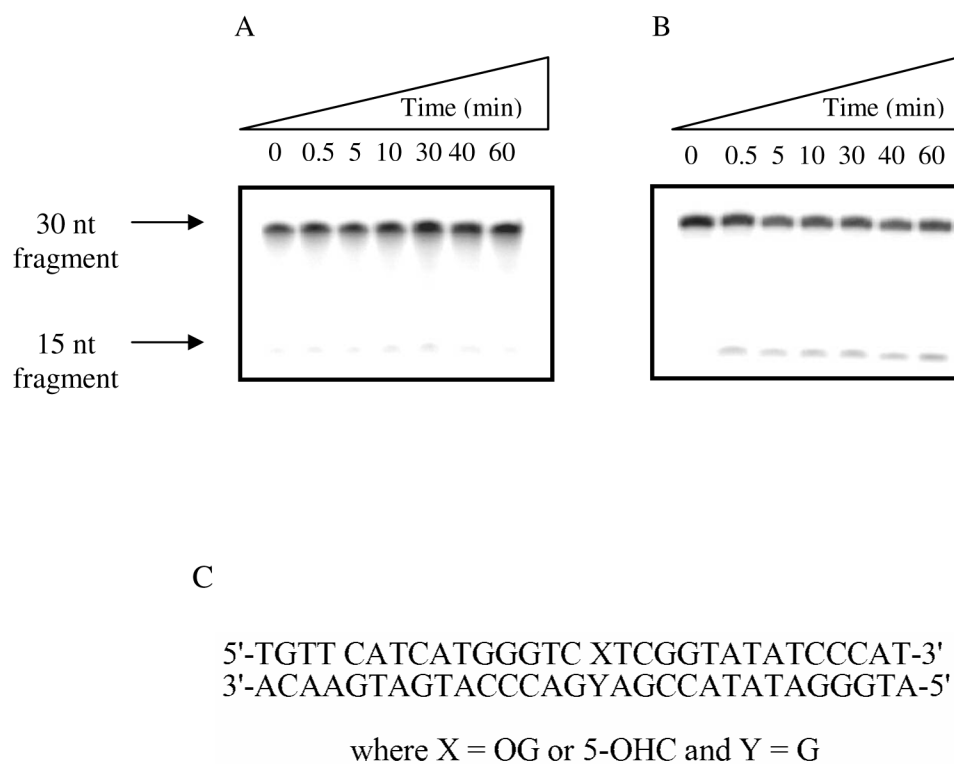 A
B
Time (min)
Time (min)
0 0.5 5 10 30 40 60
0 0.5 5 10 30 40 60
30 nt
fragment
15 nt
fragment
C
5'-TGTT CATCATGGGTC XTCGGTATATCCCAT-3'
3'-ACAAGTAGTACCCAGYAGCCATATAGGGTA-5'
where X = OG or 5-OHC and Y = G